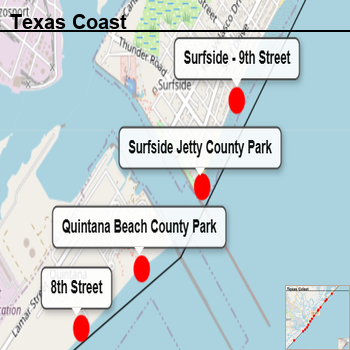 Texas Coast
Surfside - 9th Street
Thunder Road
Surfside
Surfside Jetty County Park
Quintana Beach County Park
Quintana
8th Street
Lamar Street
Texas Coast